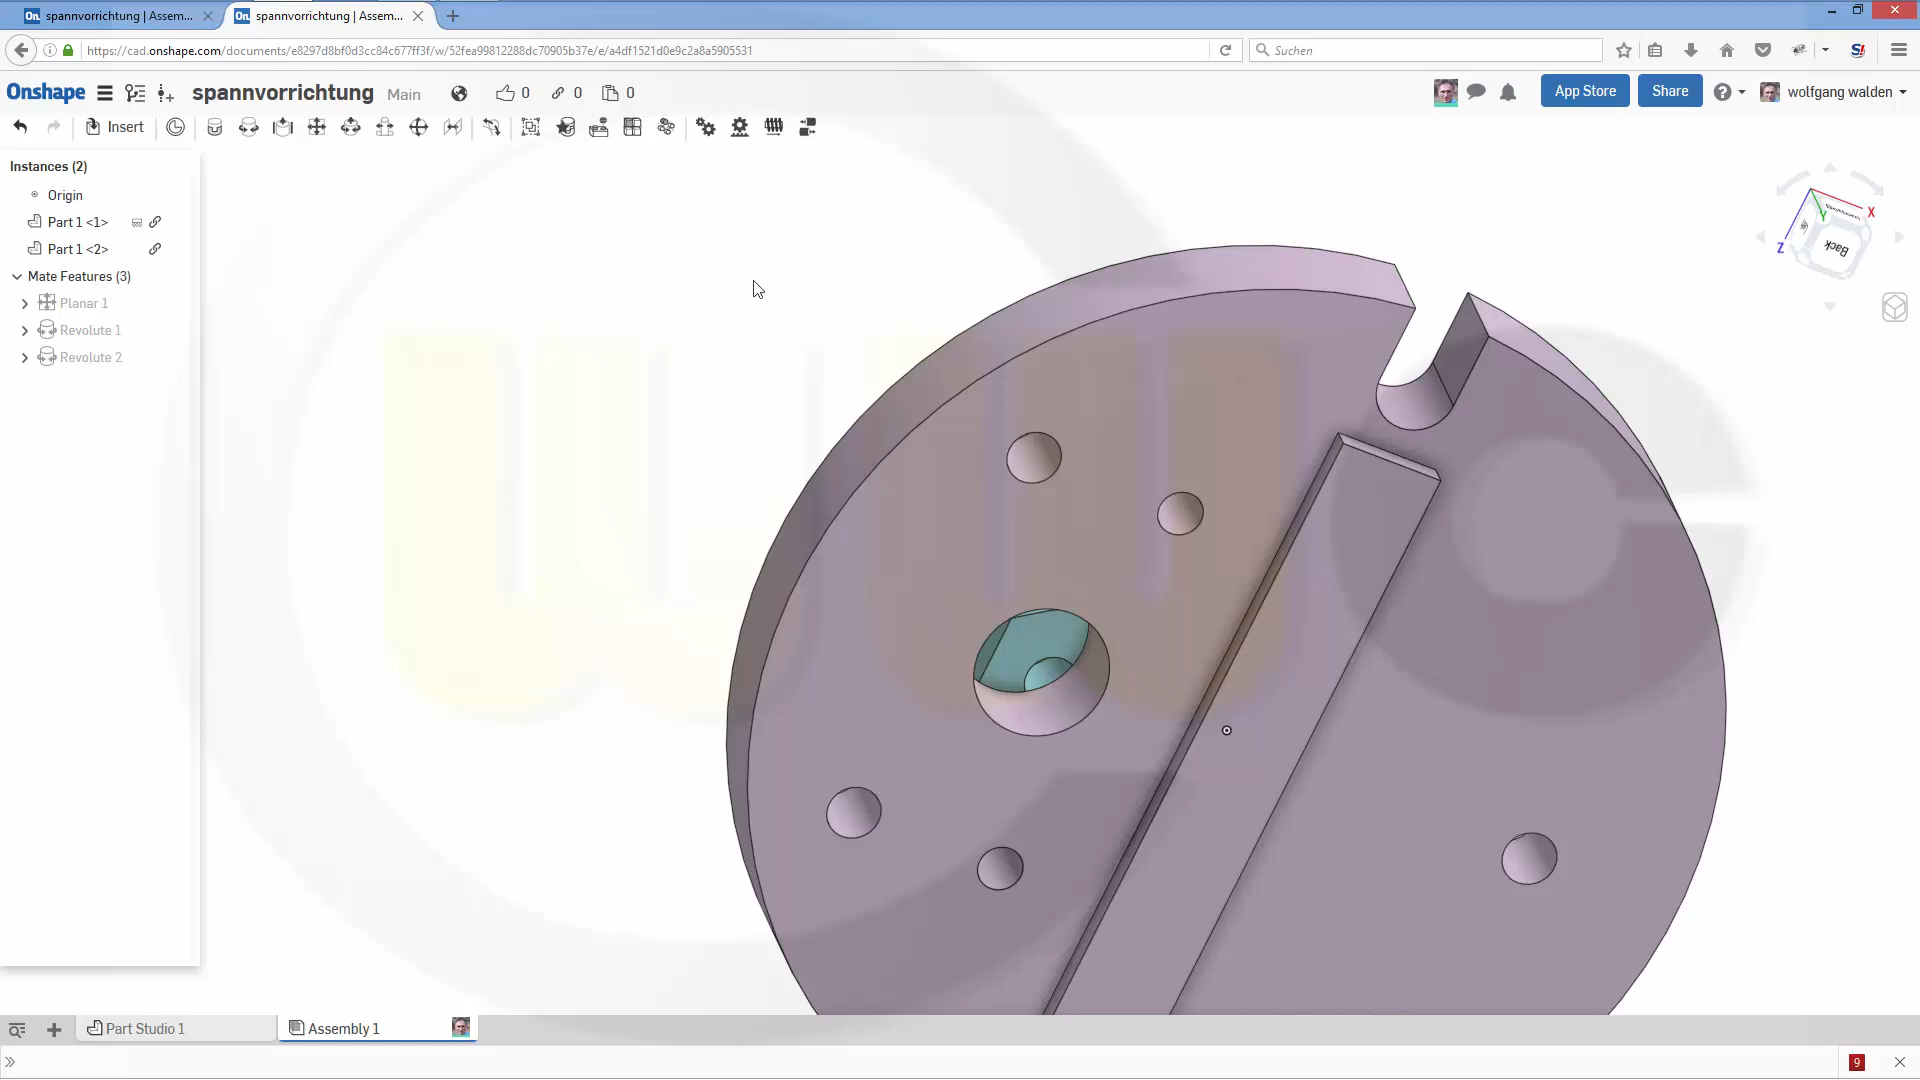 spannvorrichtung | Assem...
spannvorrichtung | Assem...
https://cad.onshape.com/documents/e8297d8bf0d3cc84c677ff3f/w/52fea99812288dc70905b37e/e/a4df1521d0e9c2a8a5905531
Suchen
Onshape
spannvorrichtung Main
0
0
0
App Store
Share
wolfgang walden
Insert
Instances (2)
Origin
Part 1 <1>
Part 1 <2>
Mate Features (3)
Planar 1
Revolute 1
Revolute 2
X
Y
Z
Back
Part Studio 1
Assembly 1
9